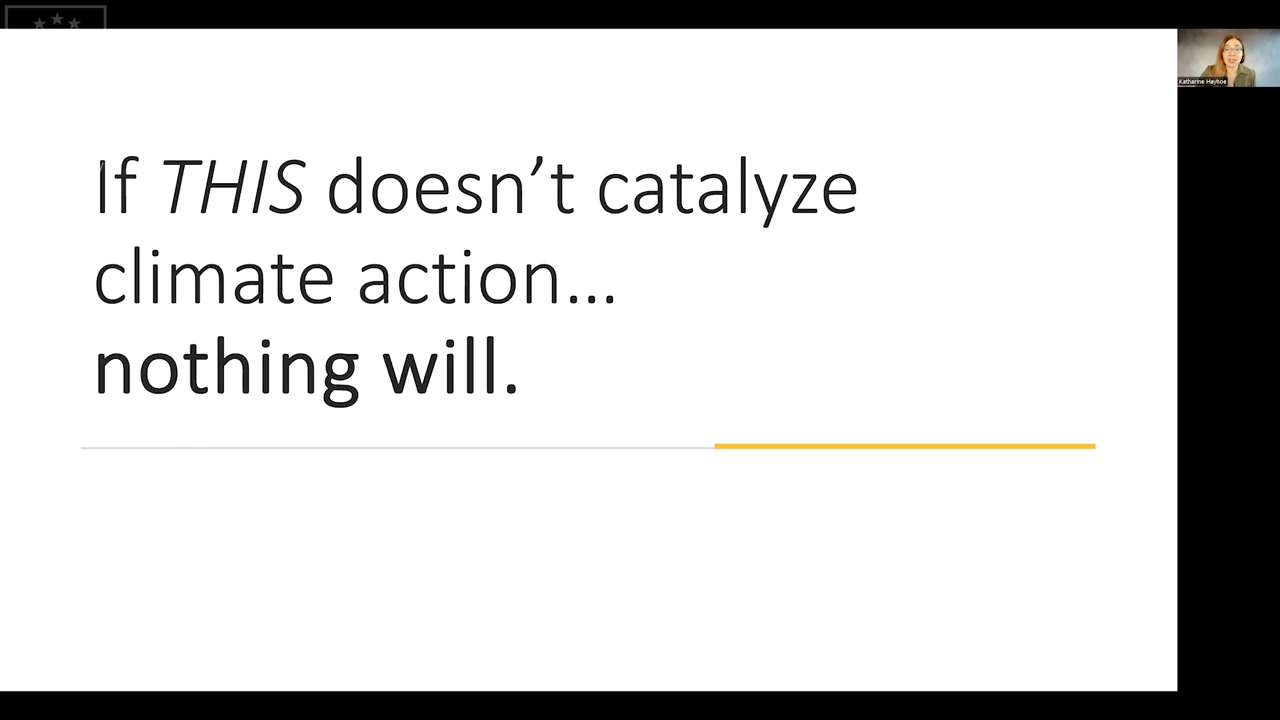 If THIS doesn’t catalyze
climate action…
nothing will.
Katharine Hayhoe